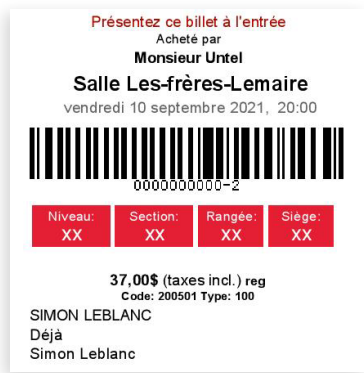 Présentez ce billet à l'entrée
Acheté par
Monsieur Untel
Salle Les-frères-Lemaire
vendredi 10 septembre 2021, 20:00
0000000000-2
Niveau: Section: Rangée: Siège:
XX XX XX XX
37,00$ (taxes incl.) reg
Code: 200501 Type: 100
SIMON LEBLANC
Déjà
Simon Leblanc